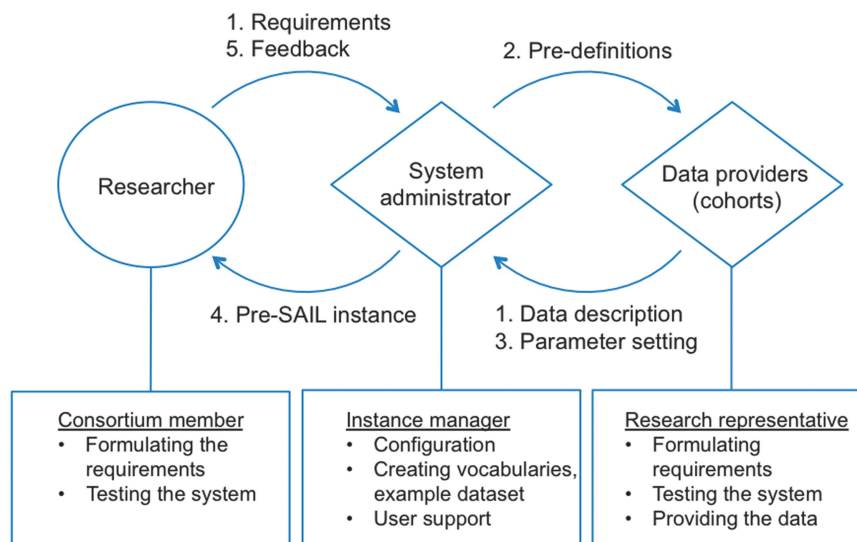 1. Requirements
5. Feedback
2. Pre-definitions
Researcher
System
administrator
Data providers
(cohorts)
4. Pre-SAIL instance
1. Data description
3. Parameter setting
Consortium member
• Formulating the
requirements
• Testing the system
Instance manager
• Configuration
• Creating vocabularies,
example dataset
• User support
Research representative
• Formulating
requirements
• Testing the system
• Providing the data